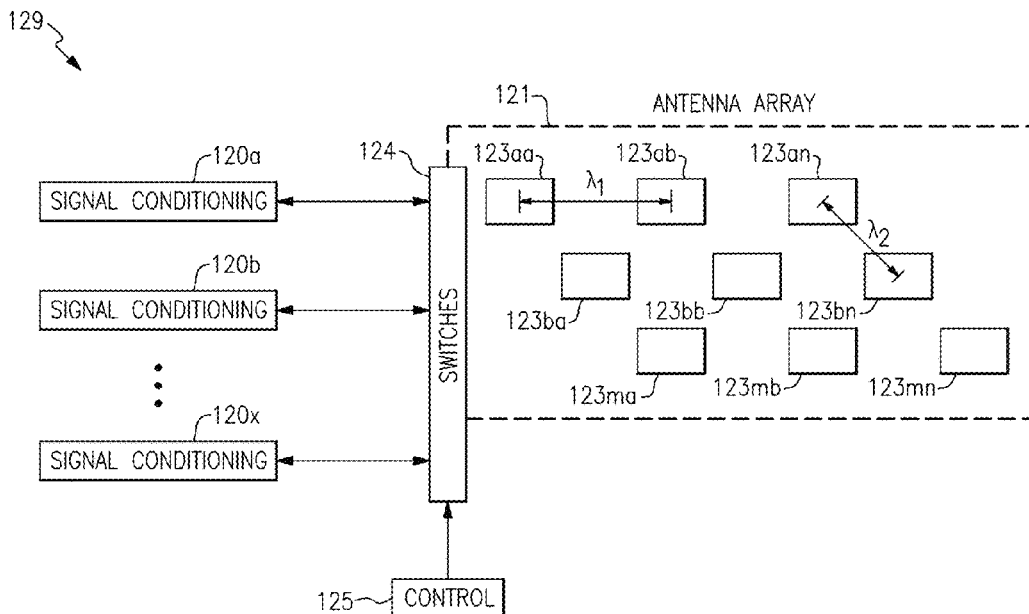 129
121
ANTENNA ARRAY
120a
124
123aa
123ab
123an
SIGNAL CONDITIONING
λ1
λ2
120b
SIGNAL CONDITIONING
SWITCHES
123ba
123bb
123bn
120x
123ma
123mb
123mn
SIGNAL CONDITIONING
125
CONTROL